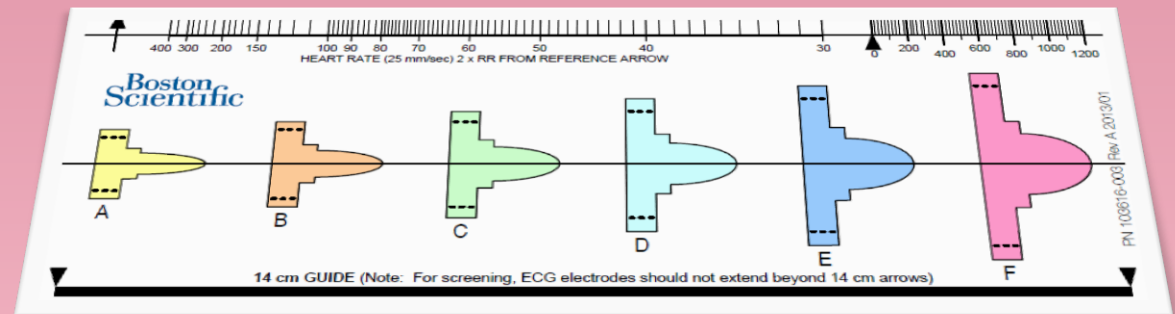 400 300 200 150 100 90 80 70 60 50 40 30 0 200 400 600 800 1000 1200
HEART RATE (25 mm/sec) 2 x RR FROM REFERENCE ARROW
Boston
Scientific
A B C D E F
PN 103616-003 Rev A 2013/01
14 cm GUIDE (Note: For screening, ECG electrodes should not extend beyond 14 cm arrows)